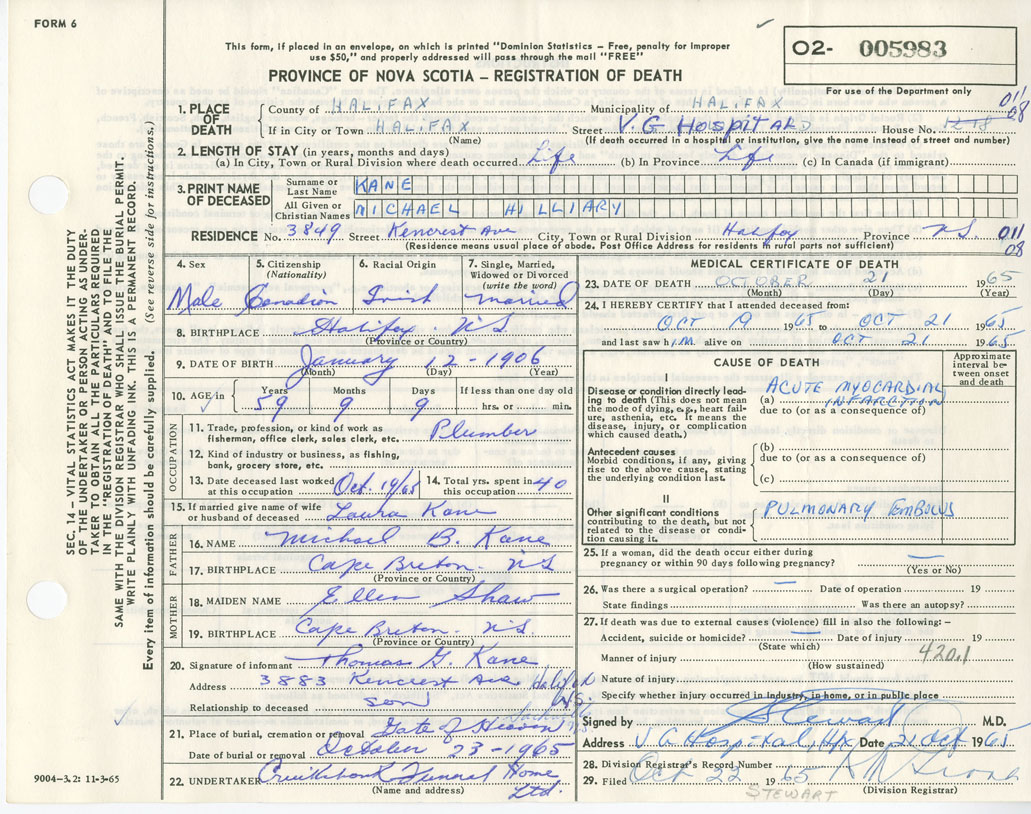 FORM 6
This form, if placed in an envelope, on which is printed "Dominion Statistics – Free, penalty for improper
use $50," and properly addressed will pass through the mail "FREE"
O2- 005983
PROVINCE OF NOVA SCOTIA – REGISTRATION OF DEATH
For use of the Department only
011
08
1. PLACE OF DEATH
County of HALIFAX Municipality of HALIFAX
If in City or Town HALIFAX (Name) Street V.G Hospital House No.
(If death occurred in a hospital or institution, give the name instead of street and number)
2. LENGTH OF STAY (in years, months and days)
(a) In City, Town or Rural Division where death occurred Life (b) In Province Life (c) In Canada (if immigrant)
3. PRINT NAME OF DECEASED
Surname or Last Name KANE
All Given or Christian Names MICHAEL HILLIARY
RESIDENCE No. 3849 Street Kencrest Ave City, Town or Rural Division Halifax Province N.S. 011
08
(Residence means usual place of abode, Post Office Address for residents in rural parts not sufficient)
4. Sex 5. Citizenship (Nationality) 6. Racial Origin 7. Single, Married, Widowed or Divorced (write the word)
Male Canadian Irish married
8. BIRTHPLACE Halifax N.S
(Province or Country)
9. DATE OF BIRTH January 12 - 1906
(Month) (Day) (Year)
10. AGE in Years Months Days If less than one day old
59 9 9 hrs. or min.
OCCUPATION
11. Trade, profession or kind of work as fisherman, office clerk, sales clerk, etc. Plumber
12. Kind of industry or business, as fishing, bank, grocery store, etc.
13. Date deceased last worked at this occupation Oct. 19/65 14. Total yrs. spent in this occupation 40
15. If married give name of wife or husband of deceased Laura Kane
FATHER
16. NAME Michael B. Kane
17. BIRTHPLACE Cape Breton - N.S
(Province or Country)
MOTHER
18. MAIDEN NAME Ellen Shaw
19. BIRTHPLACE Cape Breton - N.S
(Province or Country)
20. Signature of informant Thomas G. Kane
Address 3883 Kencrest Ave. Halifax N.S.
Relationship to deceased son
21. Place of burial, cremation or removal Gate of Heaven
Date of burial or removal October 23 - 1965
22. UNDERTAKER Cruikshank Funeral Home Ltd.
(Name and address)
MEDICAL CERTIFICATE OF DEATH
23. DATE OF DEATH OCTOBER 21 1965
(Month) (Day) (Year)
24. I HEREBY CERTIFY that I attended deceased from:
OCT 19 1965 to OCT 21 1965
and last saw him alive on OCT 21 1965
CAUSE OF DEATH
Approximate interval between onset and death
I
Disease or condition directly leading to death (This does not
mean the mode of dying, e.g., heart failure, asthenia, etc. It means the
disease, injury, or complication
which caused death.)
(a) ACUTE MYOCARDIAL INFARCTION
due to (or as a consequence of)
Antecedent causes
Morbid conditions, if any, giving
rise to the above cause, stating
the underlying condition last.
(b)
due to (or as a consequence of)
(c)
II
Other significant conditions
contributing to the death, but not
related to the disease or condition causing it.
PULMONARY EMBOLUS
25. If a woman, did the death occur either during
pregnancy or within 90 days following pregnancy? —
(Yes or No)
26. Was there a surgical operation? — Date of operation 19
State findings Was there an autopsy?
27. If death was due to external causes (violence) fill in also the following: –
Accident, suicide or homicide? — Date of injury 19
(State which)
Manner of injury 420.1
(How sustained)
Nature of injury
Specify whether injury occurred in industry, in home, or in public place
Signed by Stewart M.D.
Address V G Hospital, Hfx Date 21 Oct 1965
28. Division Registrar's Record Number
29. Filed Oct 22 1965
(Division Registrar)
STEWART
SEC. 14 – VITAL STATISTICS ACT MAKES IT THE DUTY
OF THE UNDERTAKER OR PERSON ACTING AS UNDERTAKER
TO OBTAIN ALL THE PARTICULARS REQUIRED
IN THE "REGISTRATION OF DEATH" AND TO FILE THE
SAME WITH THE DIVISION REGISTRAR WHO SHALL ISSUE THE BURIAL PERMIT.
WRITE PLAINLY WITH UNFADING INK. THIS IS A PERMANENT RECORD.
Every item of information should be carefully supplied. (See reverse side for instructions.)
9004-3.2: 11-3-65